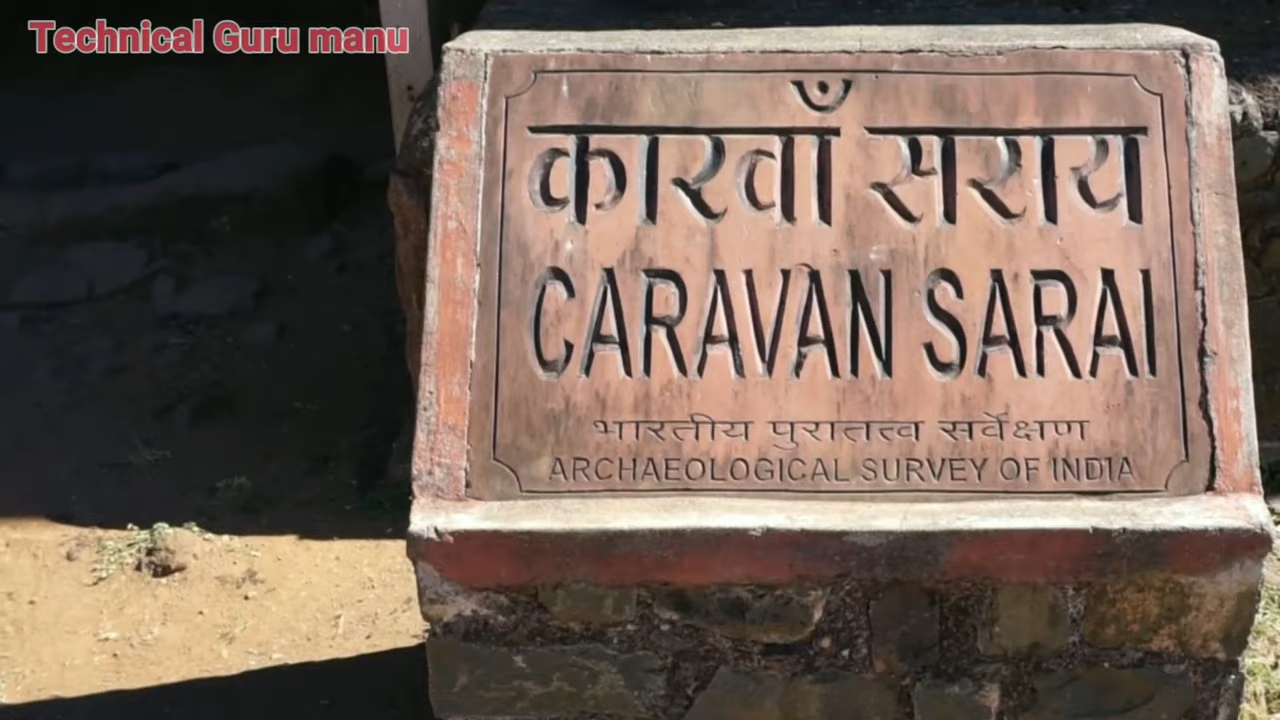 Technical Guru manu
कारवाँ सराय
CARAVAN SARAI
भारतीय पुरातत्व सर्वेक्षण
ARCHAEOLOGICAL SURVEY OF INDIA